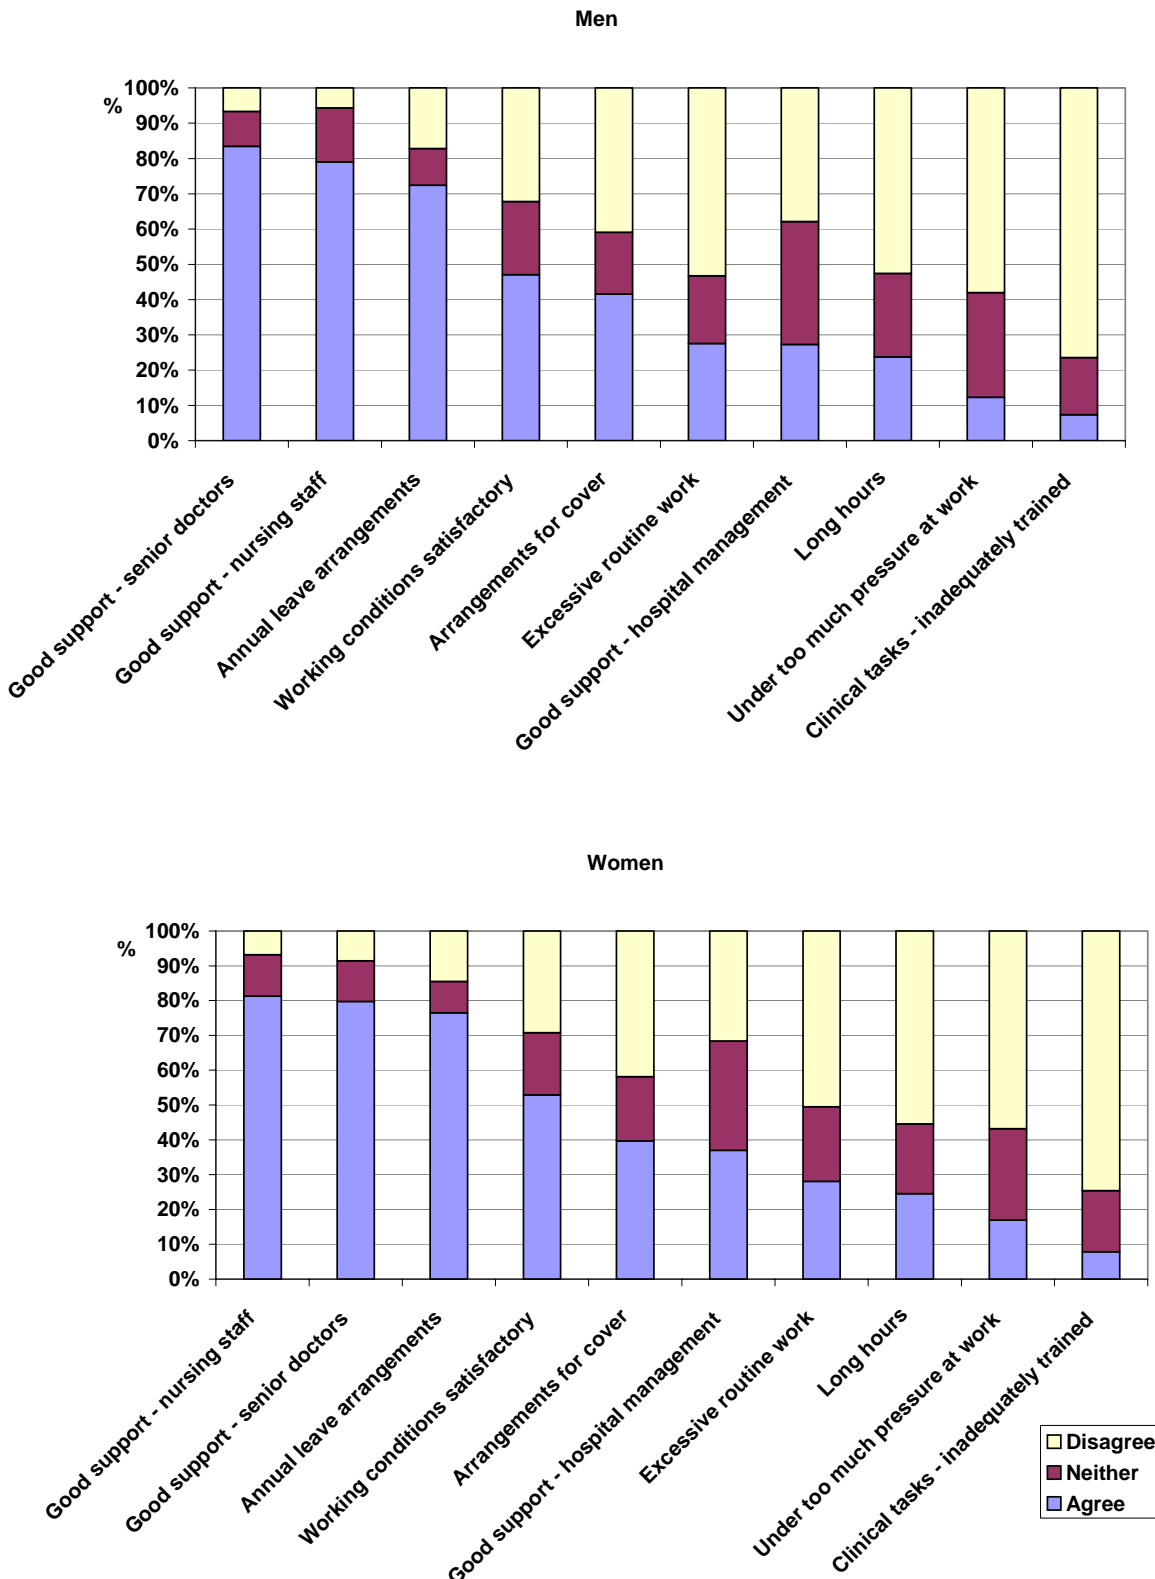 Men
%
100%
90%
80%
70%
60%
50%
40%
30%
20%
10%
0%
Good support - senior doctors
Good support - nursing staff
Annual leave arrangements
Working conditions satisfactory
Arrangements for cover
Excessive routine work
Good support - hospital management
Long hours
Under too much pressure at work
Clinical tasks - inadequately trained
Women
%
100%
90%
80%
70%
60%
50%
40%
30%
20%
10%
0%
Good support - nursing staff
Good support - senior doctors
Annual leave arrangements
Working conditions satisfactory
Arrangements for cover
Good support - hospital management
Excessive routine work
Long hours
Under too much pressure at work
Clinical tasks - inadequately trained
Disagree
Neither
Agree